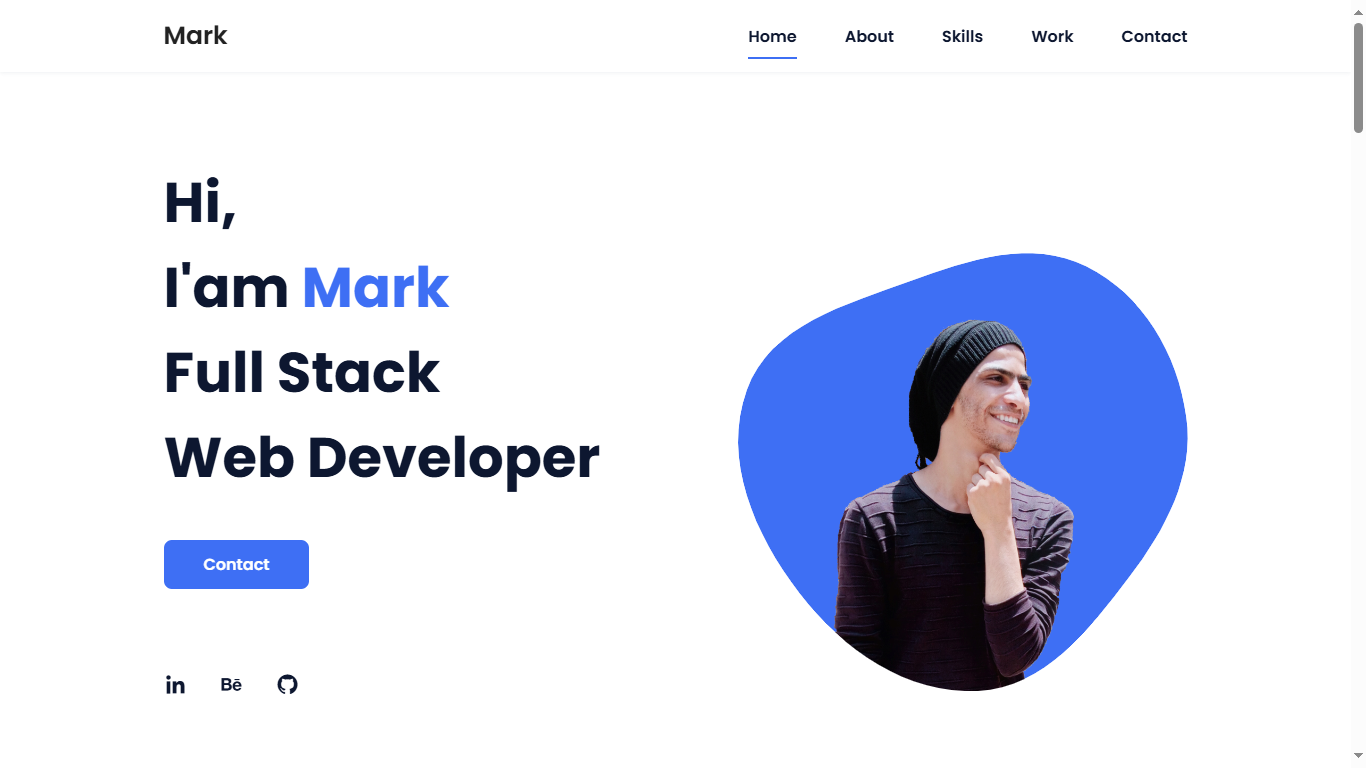 Mark
Home About Skills Work Contact
Hi,
I'am Mark
Full Stack
Web Developer
Contact
in Bē